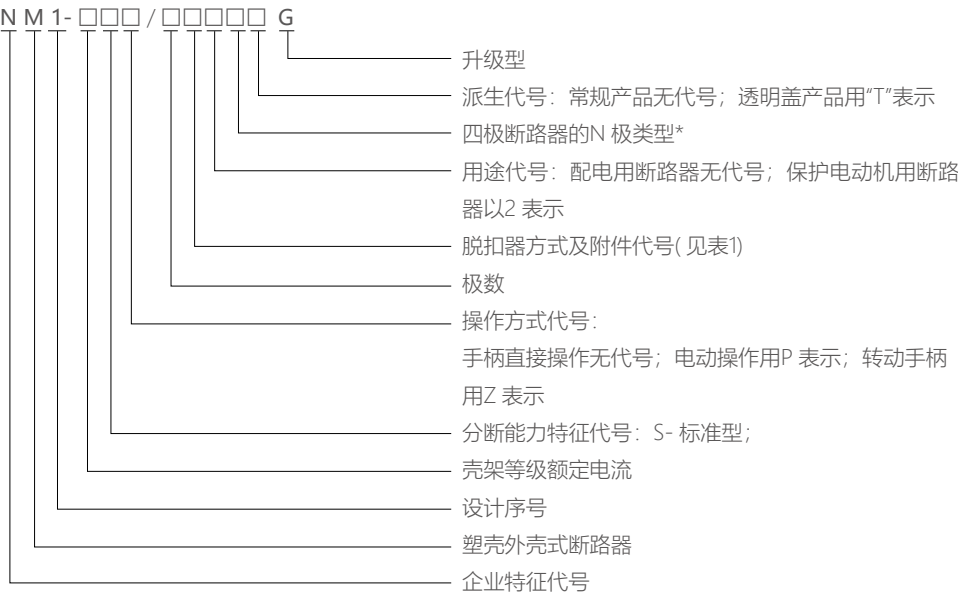 N M 1- □□□ / □□□□□ G
升级型
派生代号：常规产品无代号；透明盖产品用“T”表示
四极断路器的N 极类型*
用途代号：配电用断路器无代号；保护电动机用断路
器以2 表示
脱扣器方式及附件代号( 见表1)
极数
操作方式代号：
手柄直接操作无代号；电动操作用P 表示；转动手柄
用Z 表示
分断能力特征代号：S- 标准型；
壳架等级额定电流
设计序号
塑壳外壳式断路器
企业特征代号